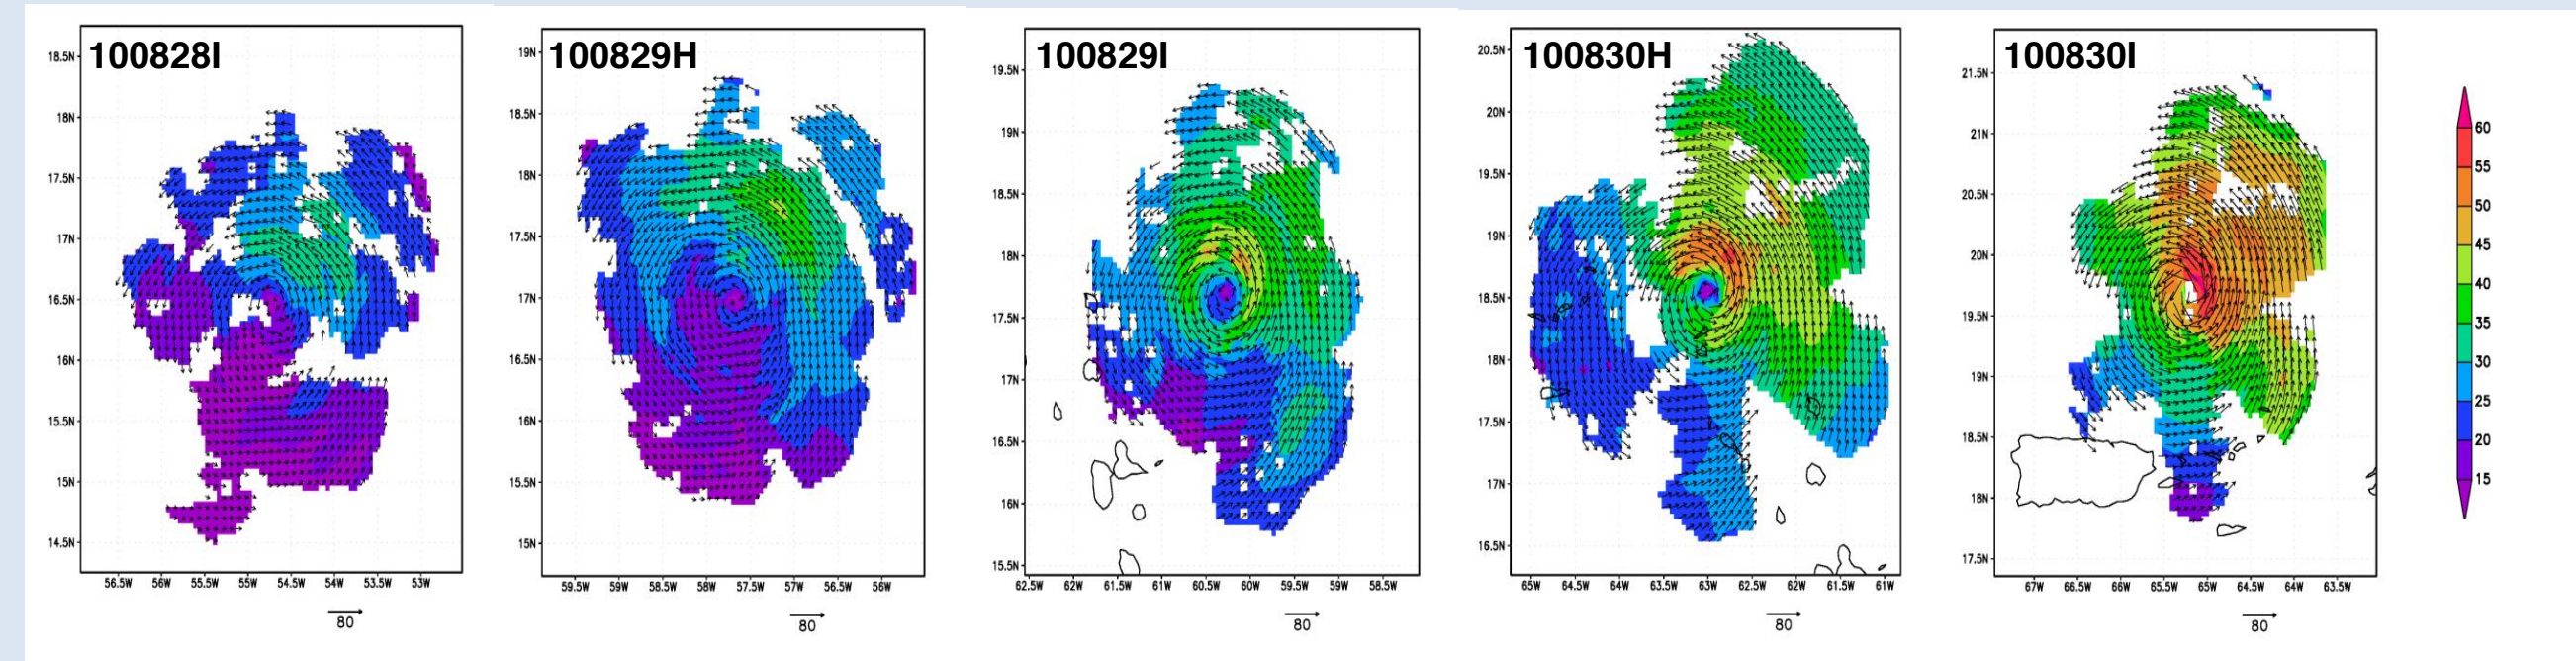 100828I
18.5N
18N
17.5N
17N
16.5N
16N
15.5N
15N
14.5N
56.5W 56W 55.5W 55W 54.5W 54W 53.5W 53W
80
100829H
19N
18.5N
18N
17.5N
17N
16.5N
16N
15.5N
15N
59.5W 59W 58.5W 58W 57.5W 57W 56.5W 56W
80
100829I
19.5N
19N
18.5N
18N
17.5N
17N
16.5N
16N
15.5N
62.5W 62W 61.5W 61W 60.5W 60W 59.5W 59W 58.5W
80
100830H
20.5N
20N
19.5N
19N
18.5N
18N
17.5N
17N
16.5N
65W 64.5W 64W 63.5W 63W 62.5W 62W 61.5W 61W
80
100830I
21.5N
21N
20.5N
20N
19.5N
19N
18.5N
18N
17.5N
67W 66.5W 66W 65.5W 65W 64.5W 64W 63.5W
80
60
55
50
45
40
35
30
25
20
15